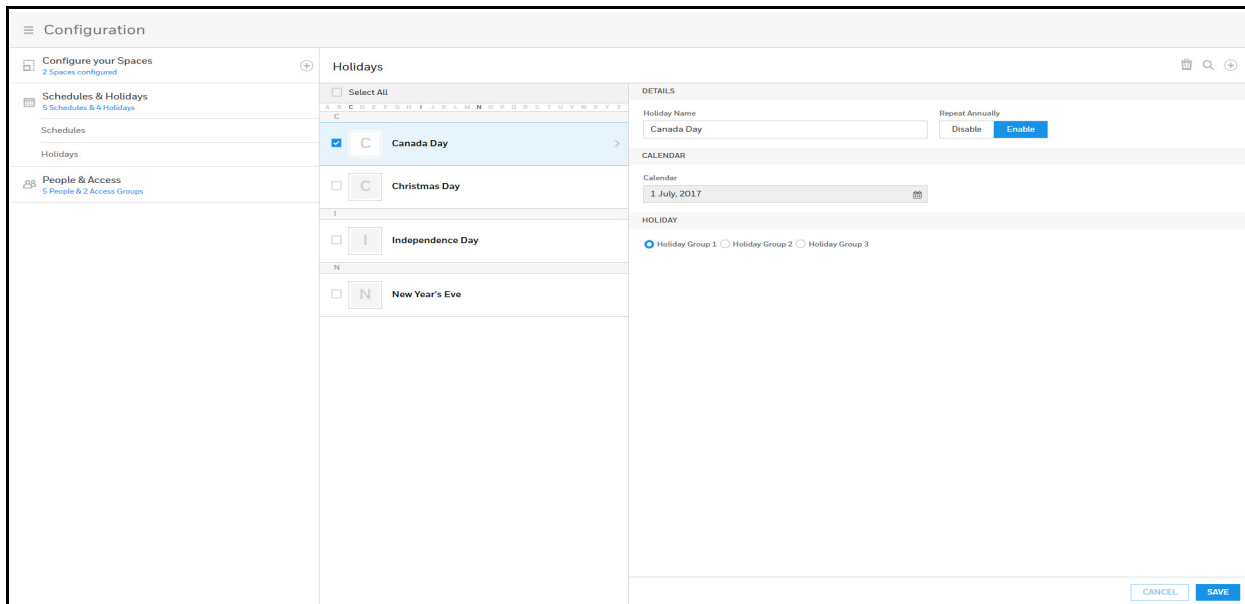 Configuration
Configure your Spaces
2 Spaces configured
Schedules & Holidays
5 Schedules & 4 Holidays
Schedules
Holidays
People & Access
5 People & 2 Access Groups
Holidays
Select All
A B C D E F G H I J K L M N O P Q R S T U V W X Y Z
C
C Canada Day
C Christmas Day
I
I Independence Day
N
N New Year's Eve
DETAILS
Holiday Name Repeat Annually
Canada Day Disable Enable
CALENDAR
Calendar
1 July, 2017
HOLIDAY
Holiday Group 1 Holiday Group 2 Holiday Group 3
CANCEL SAVE